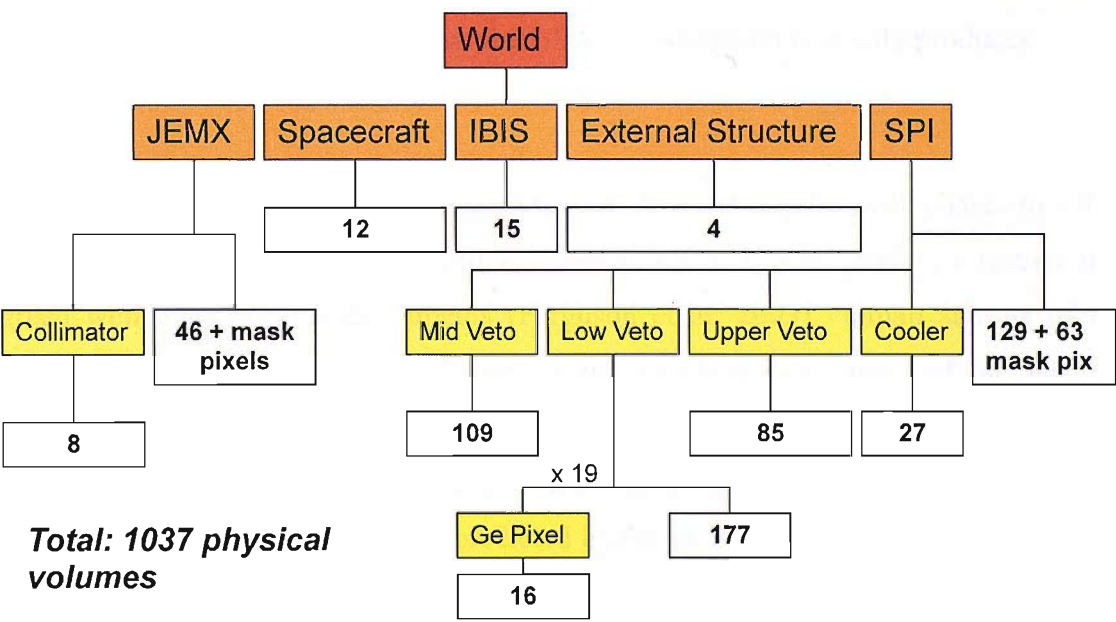 World
JEMX
Spacecraft
IBIS
External Structure
SPI
12
15
4
Collimator
46 + mask
pixels
Mid Veto
Low Veto
Upper Veto
Cooler
129 + 63
mask pix
8
109
85
27
x 19
Ge Pixel
177
16
Total: 1037 physical
volumes